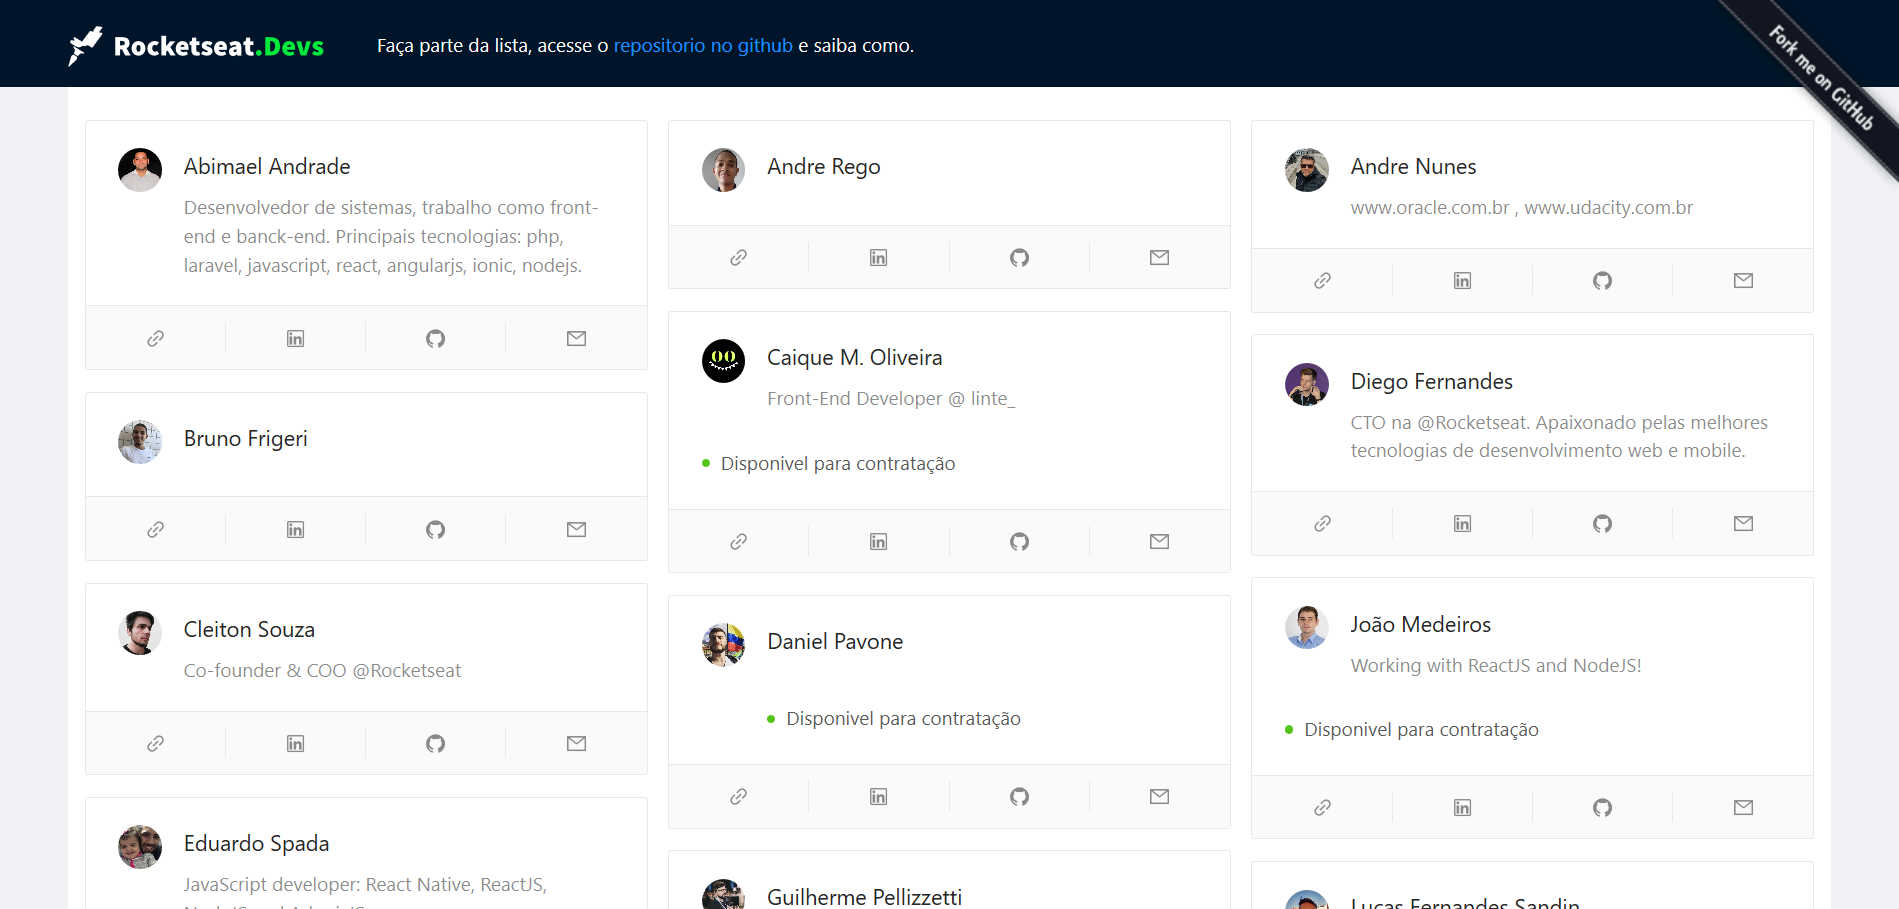 Rocketseat.Devs
Faça parte da lista, acesse o repositorio no github e saiba como.
Fork me on GitHub
Abimael Andrade
Desenvolvedor de sistemas, trabalho como front-
end e banck-end. Principais tecnologias: php,
laravel, javascript, react, angularjs, ionic, nodejs.
Bruno Frigeri
Cleiton Souza
Co-founder & COO @Rocketseat
Eduardo Spada
JavaScript developer: React Native, ReactJS,
Andre Rego
Caique M. Oliveira
Front-End Developer @ linte_
Disponivel para contratação
Daniel Pavone
Disponivel para contratação
Guilherme Pellizzetti
Andre Nunes
www.oracle.com.br , www.udacity.com.br
Diego Fernandes
CTO na @Rocketseat. Apaixonado pelas melhores
tecnologias de desenvolvimento web e mobile.
João Medeiros
Working with ReactJS and NodeJS!
Disponivel para contratação
Lucas Fernandes Sandin